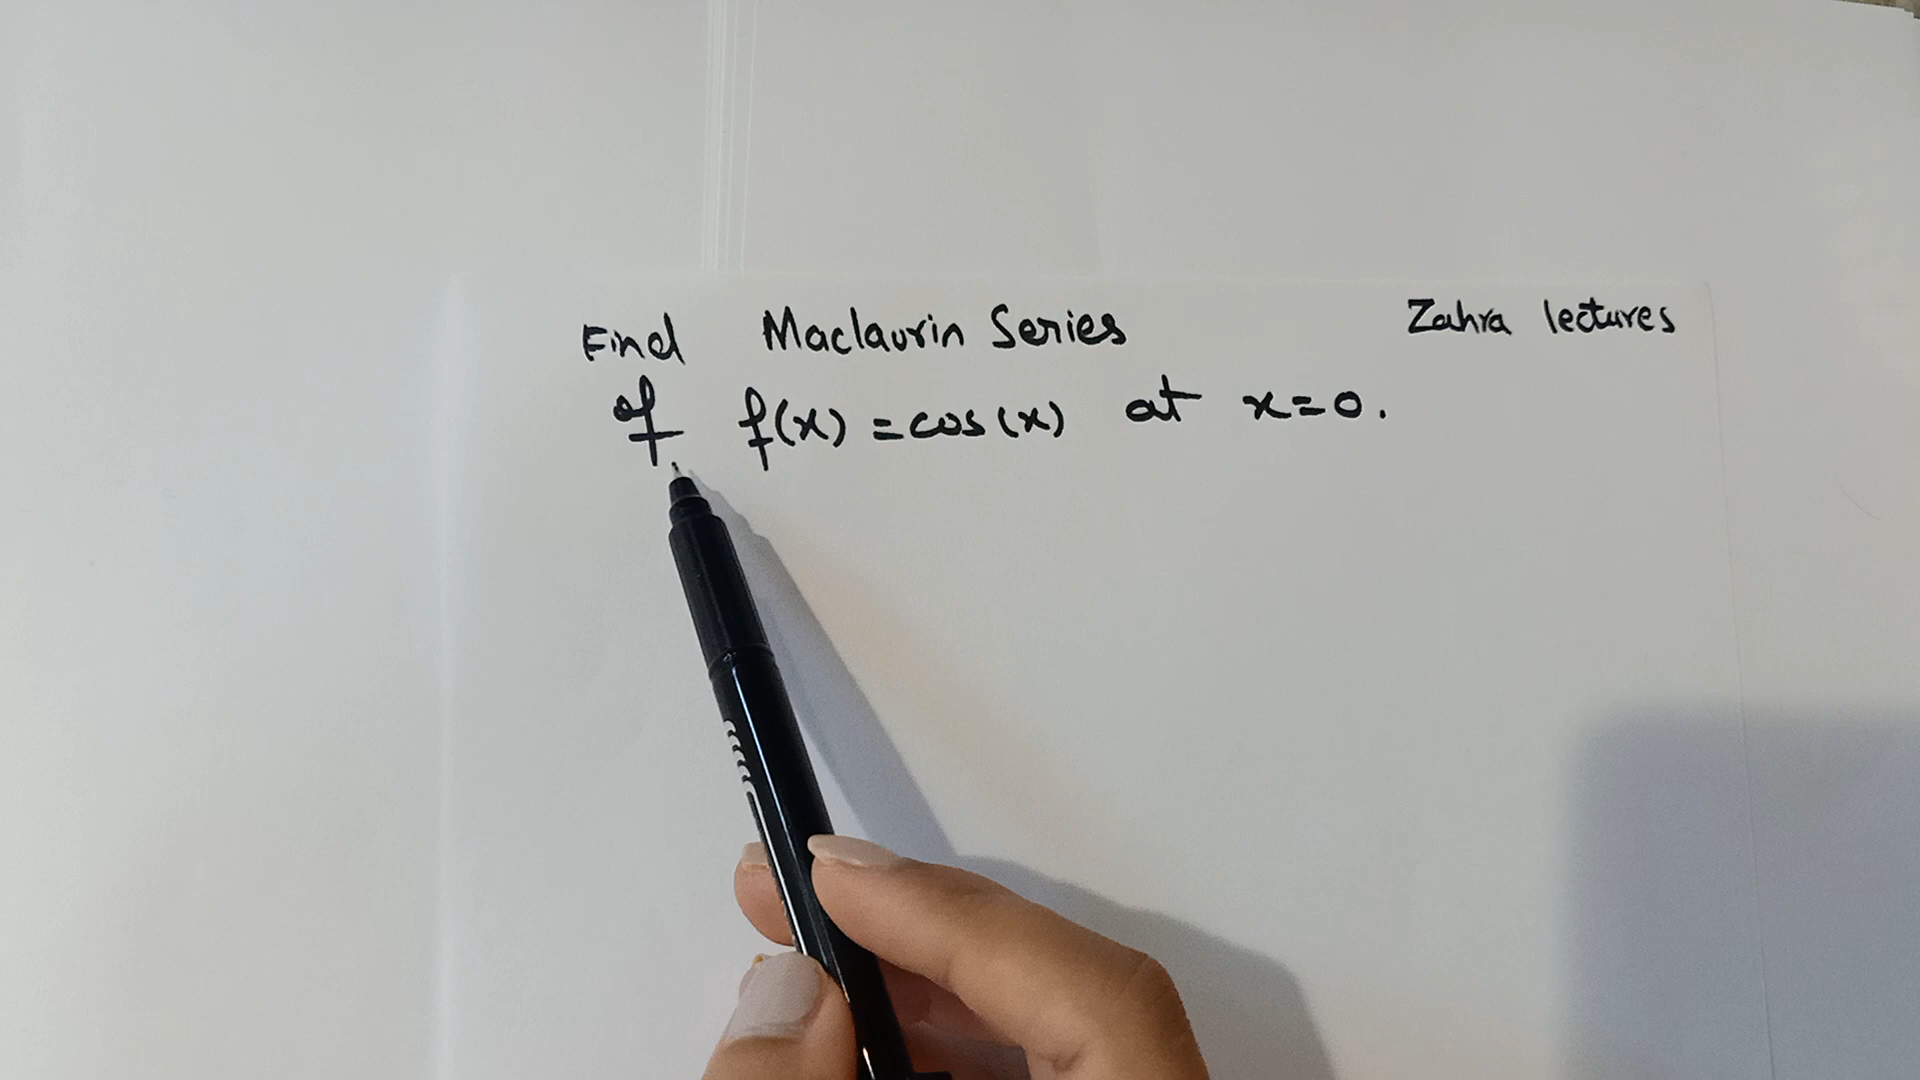 Find Maclaurin Series
Zahra lectures
of f(x) = cos(x) at x=0.